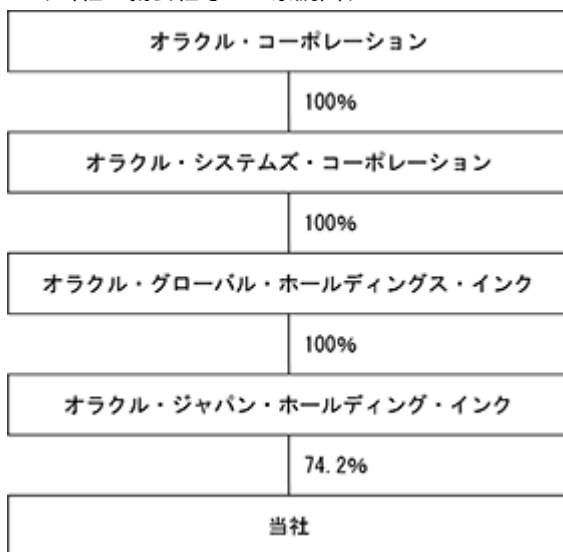 オラクル・コーポレーション
100%
オラクル・システムズ・コーポレーション
100%
オラクル・グローバル・ホールディングス・インク
100%
オラクル・ジャパン・ホールディング・インク
74.2%
当社